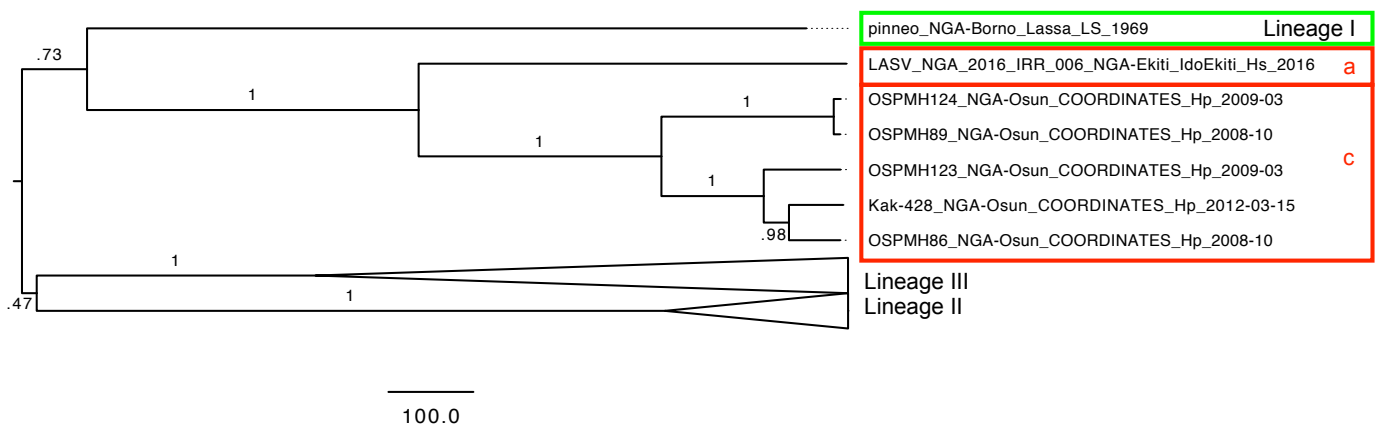 pinneo_NGA-Borno_Lassa_LS_1969 Lineage I
.73
LASV_NGA_2016_IRR_006_NGA-Ekiti_IdoEkiti_Hs_2016 a
1
1
OSPMH124_NGA-Osun_COORDINATES_Hp_2009-03
OSPMH89_NGA-Osun_COORDINATES_Hp_2008-10
1
c
OSPMH123_NGA-Osun_COORDINATES_Hp_2009-03
1
Kak-428_NGA-Osun_COORDINATES_Hp_2012-03-15
.98
OSPMH86_NGA-Osun_COORDINATES_Hp_2008-10
1
Lineage III
.47
1
Lineage II
100.0